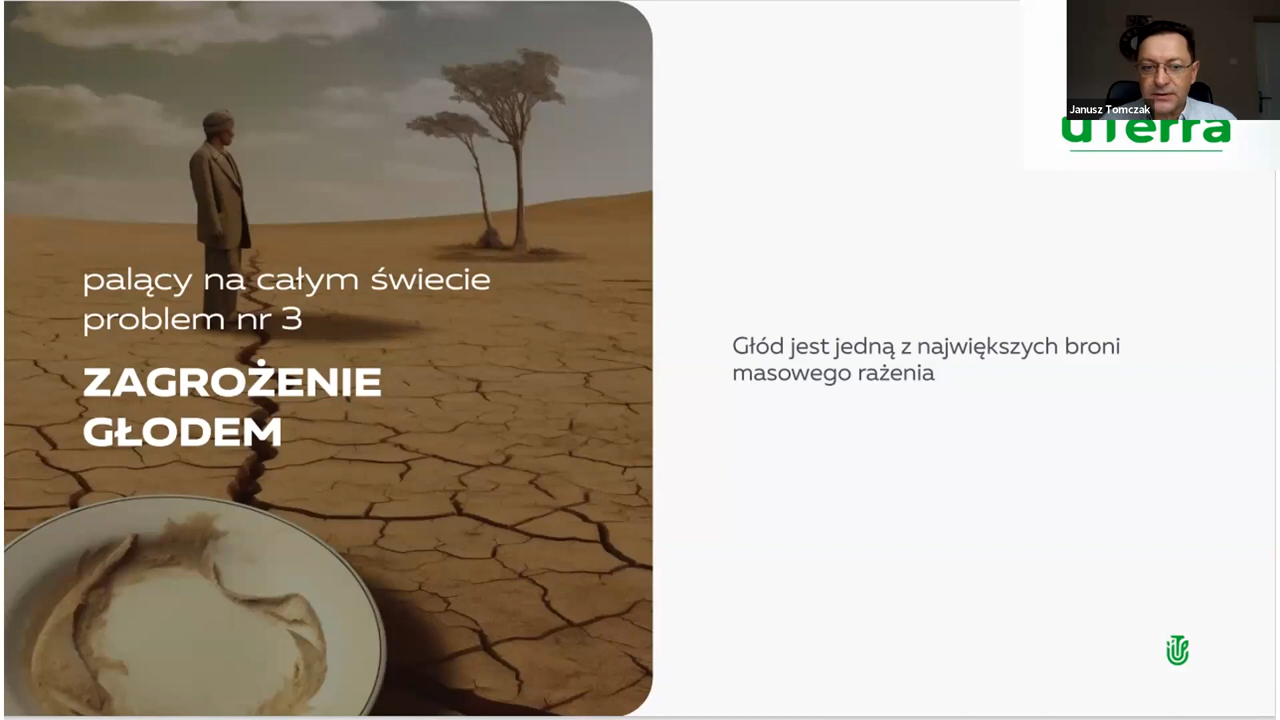 palący na całym świecie
problem nr 3
ZAGROŻENIE
GŁODEM
Głód jest jedną z największych broni
masowego rażenia
Janusz Tomczak
uTerra